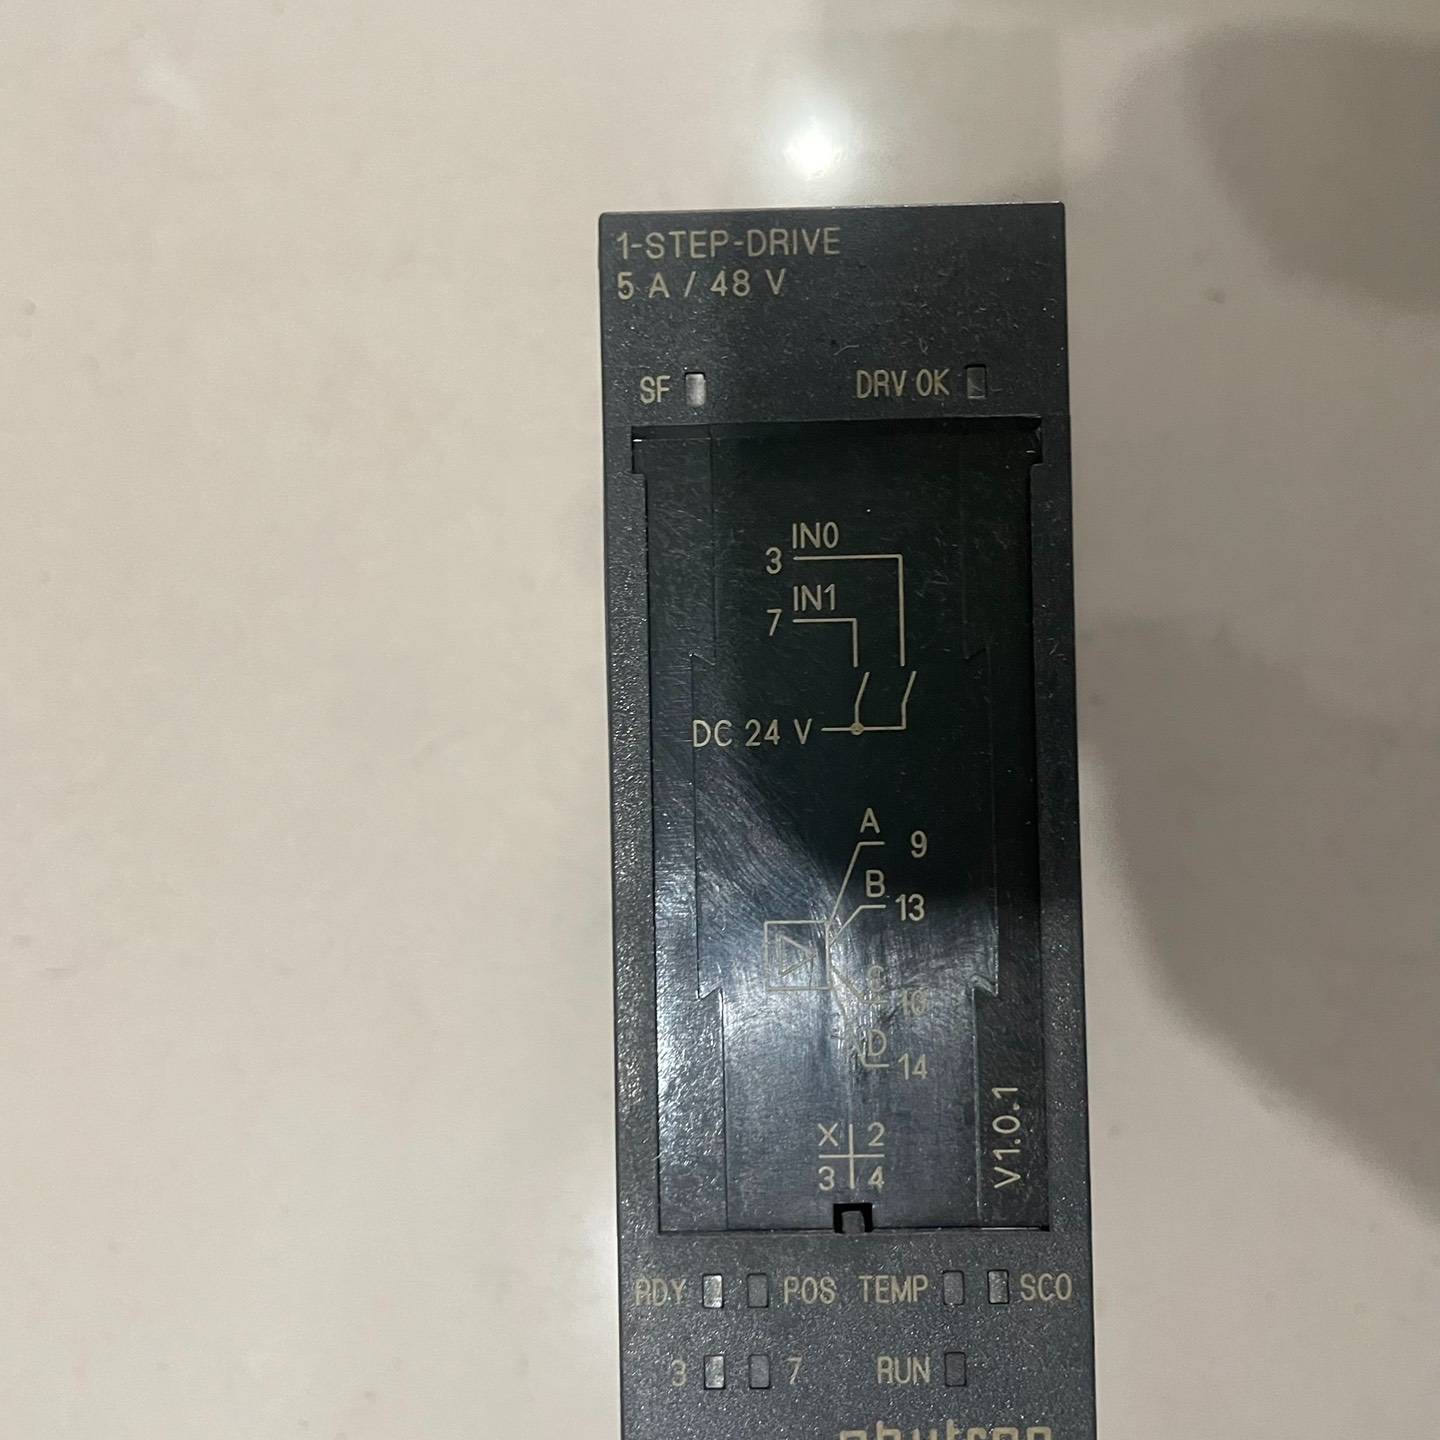 1-STEP-DRIVE
5 A / 48 V
SF DRV OK
IN0
3
IN1
7
DC 24 V
A
9
B
13
C
10
D
14
X 2
3 4
V1.0.1
RDY POS TEMP SCO
3 7 RUN
phytron